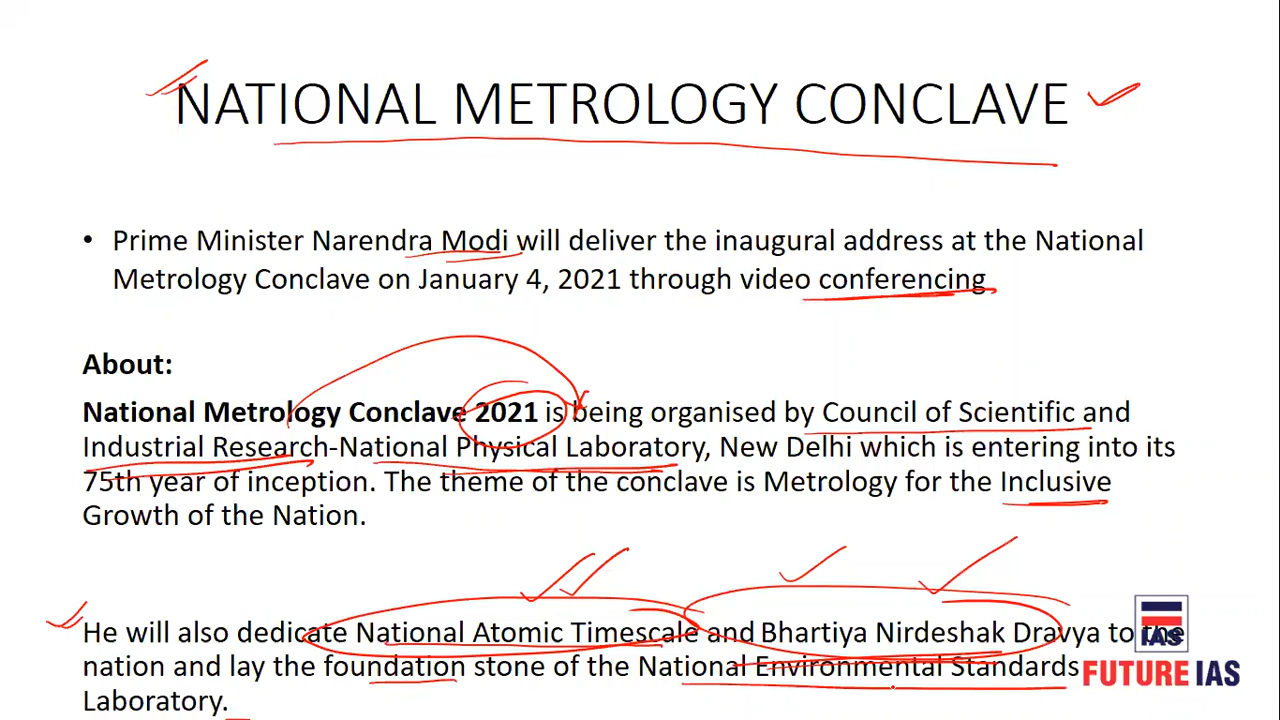 NATIONAL METROLOGY CONCLAVE
• Prime Minister Narendra Modi will deliver the inaugural address at the National
Metrology Conclave on January 4, 2021 through video conferencing.
About:
National Metrology Conclave 2021 is being organised by Council of Scientific and
Industrial Research-National Physical Laboratory, New Delhi which is entering into its
75th year of inception. The theme of the conclave is Metrology for the Inclusive
Growth of the Nation.
He will also dedicate National Atomic Timescale and Bhartiya Nirdeshak Dravya to the
nation and lay the foundation stone of the National Environmental Standards
Laboratory.
IAS
FUTURE IAS